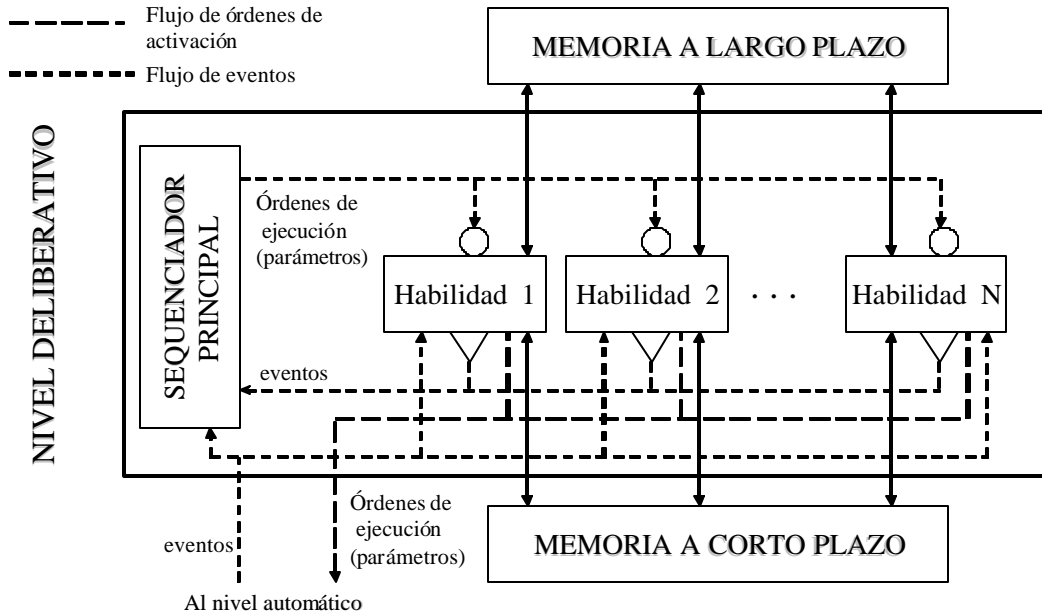 Flujo de órdenes de
activación
Flujo de eventos
MEMORIA A LARGO PLAZO
NIVEL DELIBERATIVO
SEQUENCIADOR
PRINCIPAL
Órdenes de
ejecución
(parámetros)
Habilidad 1
Habilidad 2
. . .
Habilidad N
eventos
eventos
Órdenes de
ejecución
(parámetros)
MEMORIA A CORTO PLAZO
Al nivel automático